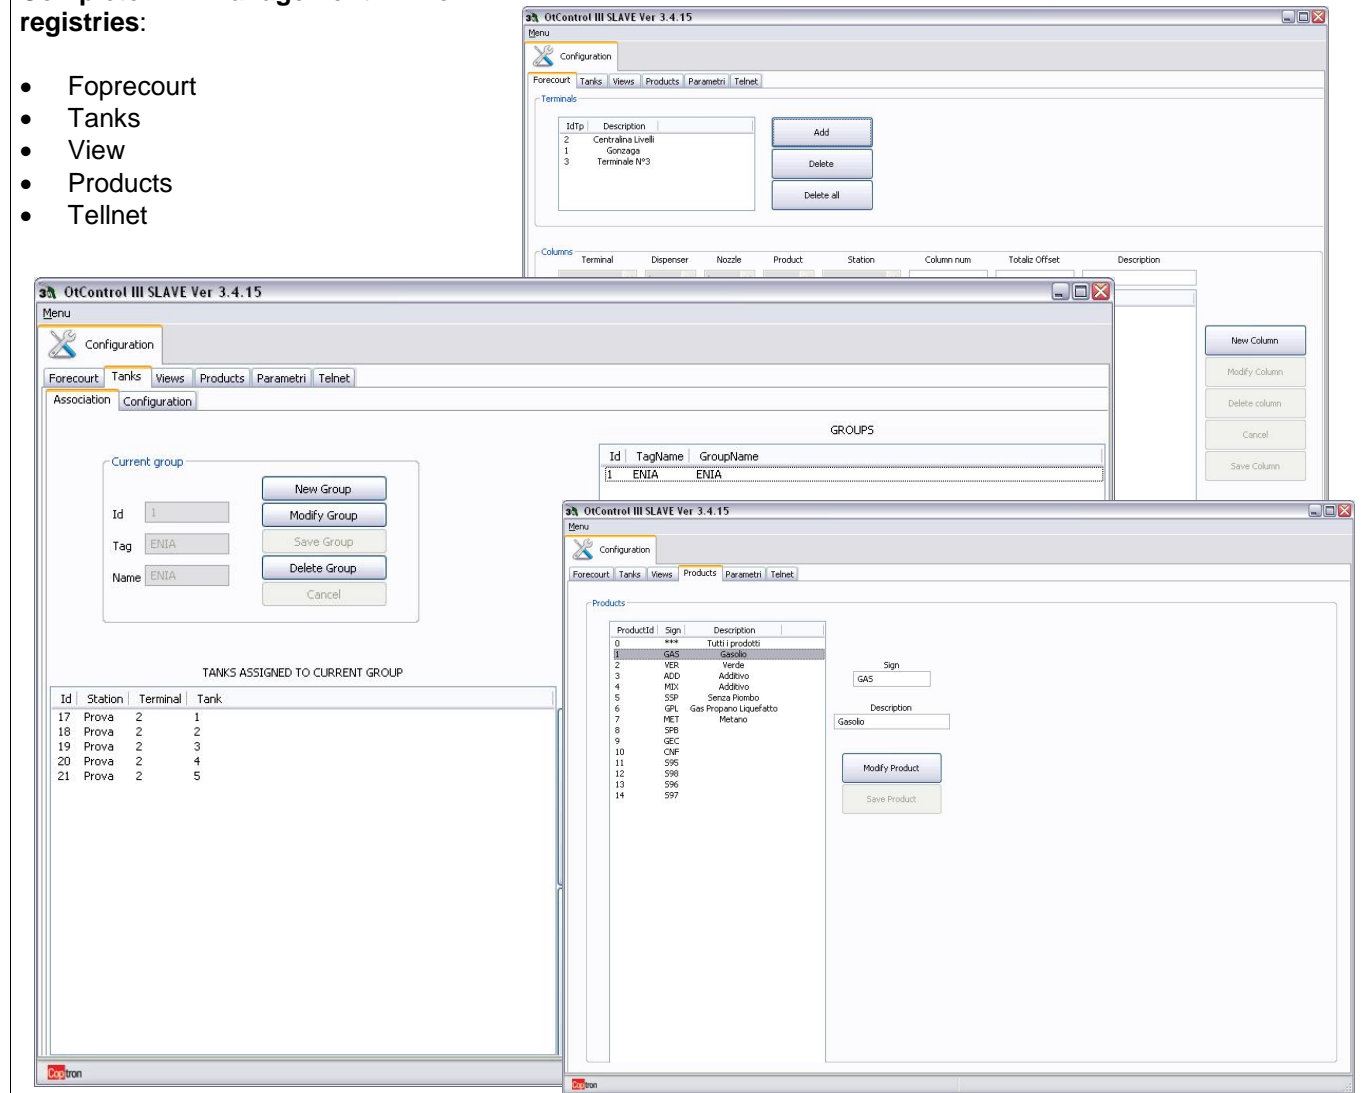 registries:
• Foprecourt
• Tanks
• View
• Products
• Tellnet
OtControl III SLAVE Ver 3.4.15
Menu
Configuration
Forecourt Tanks Views Products Parametri Telnet
Terminals
IdTp Description
2 Centralina Livelli
1 Gonzaga
3 Terminale N°3
Add
Delete
Delete all
Columns
Terminal Dispenser Nozzle Product Station Column num Totaliz Offset Description
New Column
Modify Column
Delete column
Cancel
Save Column
OtControl III SLAVE Ver 3.4.15
Menu
Configuration
Forecourt Tanks Views Products Parametri Telnet
Association Configuration
Current group
Id 1
Tag ENIA
Name ENIA
New Group
Modify Group
Save Group
Delete Group
Cancel
GROUPS
Id TagName GroupName
1 ENIA ENIA
TANKS ASSIGNED TO CURRENT GROUP
Id Station Terminal Tank
17 Prova 2 1
18 Prova 2 2
19 Prova 2 3
20 Prova 2 4
21 Prova 2 5
Coptron
OtControl III SLAVE Ver 3.4.15
Menu
Configuration
Forecourt Tanks Views Products Parametri Telnet
Products
ProductId Sign Description
0 *** Tutti i prodotti
1 GAS Gasolio
2 VER Verde
3 ADD Additivo
4 MIX Additivo
5 SSP Senza Piombo
6 GPL Gas Propano Liquefatto
7 MET Metano
8 SPB
9 GEC
10 CNF
11 S95
12 S98
13 S96
14 S97
Sign
GAS
Description
Gasolio
Modify Product
Save Product
Coptron